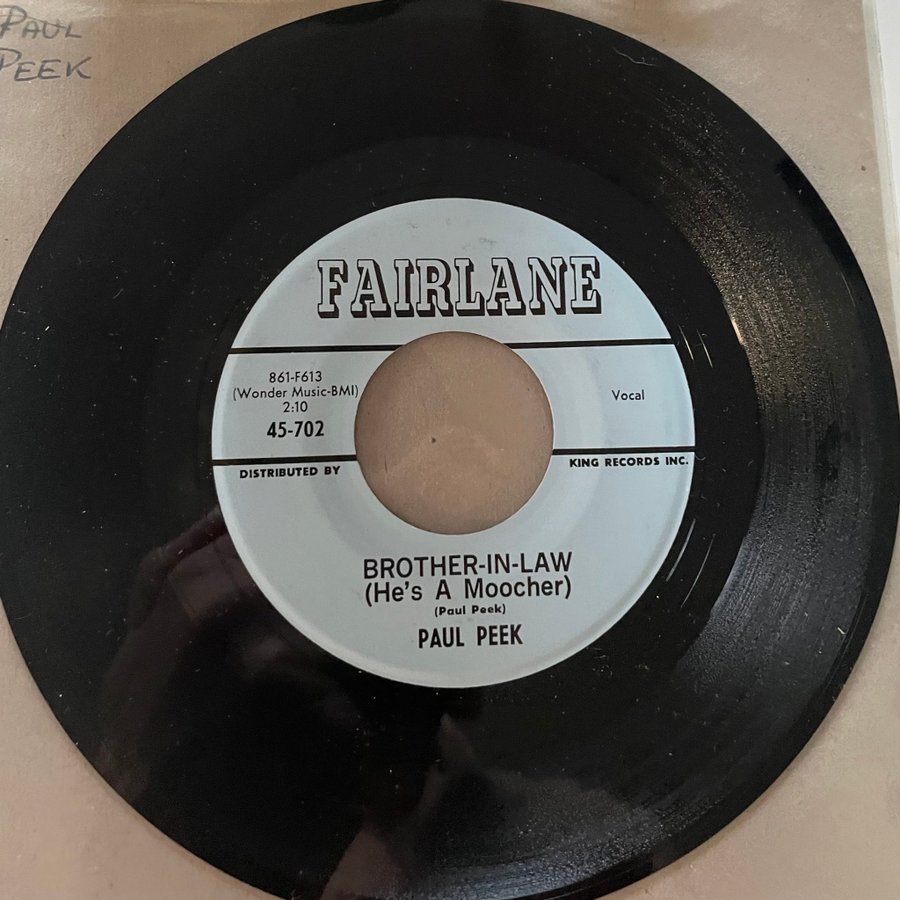 PAUL
PEEK
FAIRLANE
861-F613
(Wonder Music-BMI)
2:10
45-702
Vocal
DISTRIBUTED BY
KING RECORDS INC.
BROTHER-IN-LAW
(He's A Moocher)
(Paul Peek)
PAUL PEEK